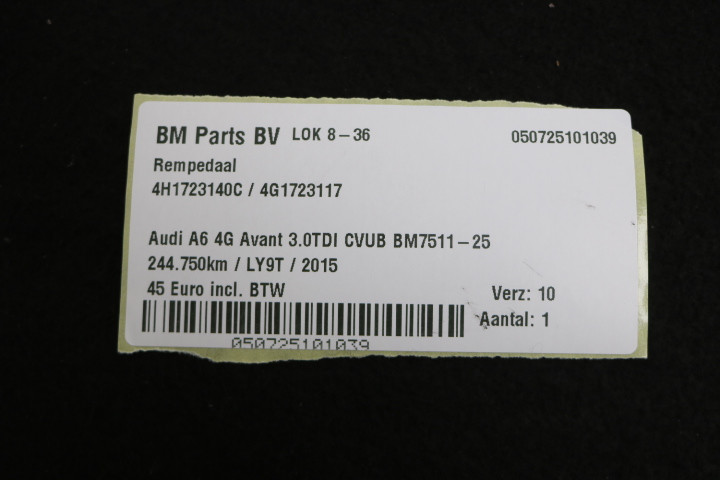 BM Parts BV LOK 8-36 050725101039
Rempedaal
4H1723140C / 4G1723117
Audi A6 4G Avant 3.0TDI CVUB BM7511-25
244.750km / LY9T / 2015
45 Euro incl. BTW Verz: 10
Aantal: 1
050725101039